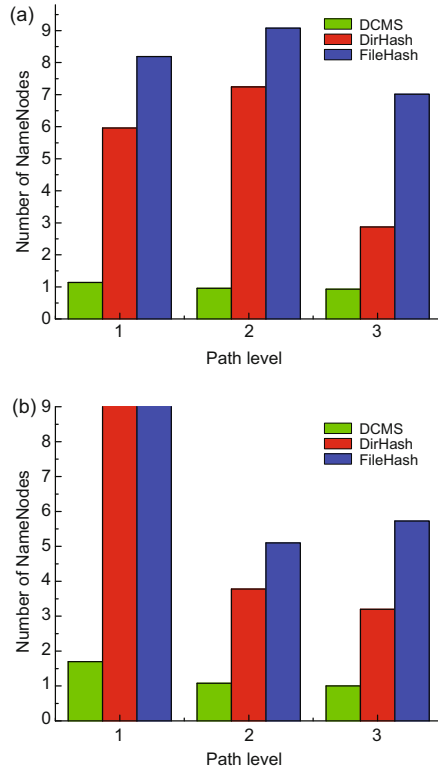 (a)
Number of NameNodes
9
8
7
6
5
4
3
2
1
0
DCMS
DirHash
FileHash
1 2 3
Path level
(b)
Number of NameNodes
9
8
7
6
5
4
3
2
1
0
DCMS
DirHash
FileHash
1 2 3
Path level